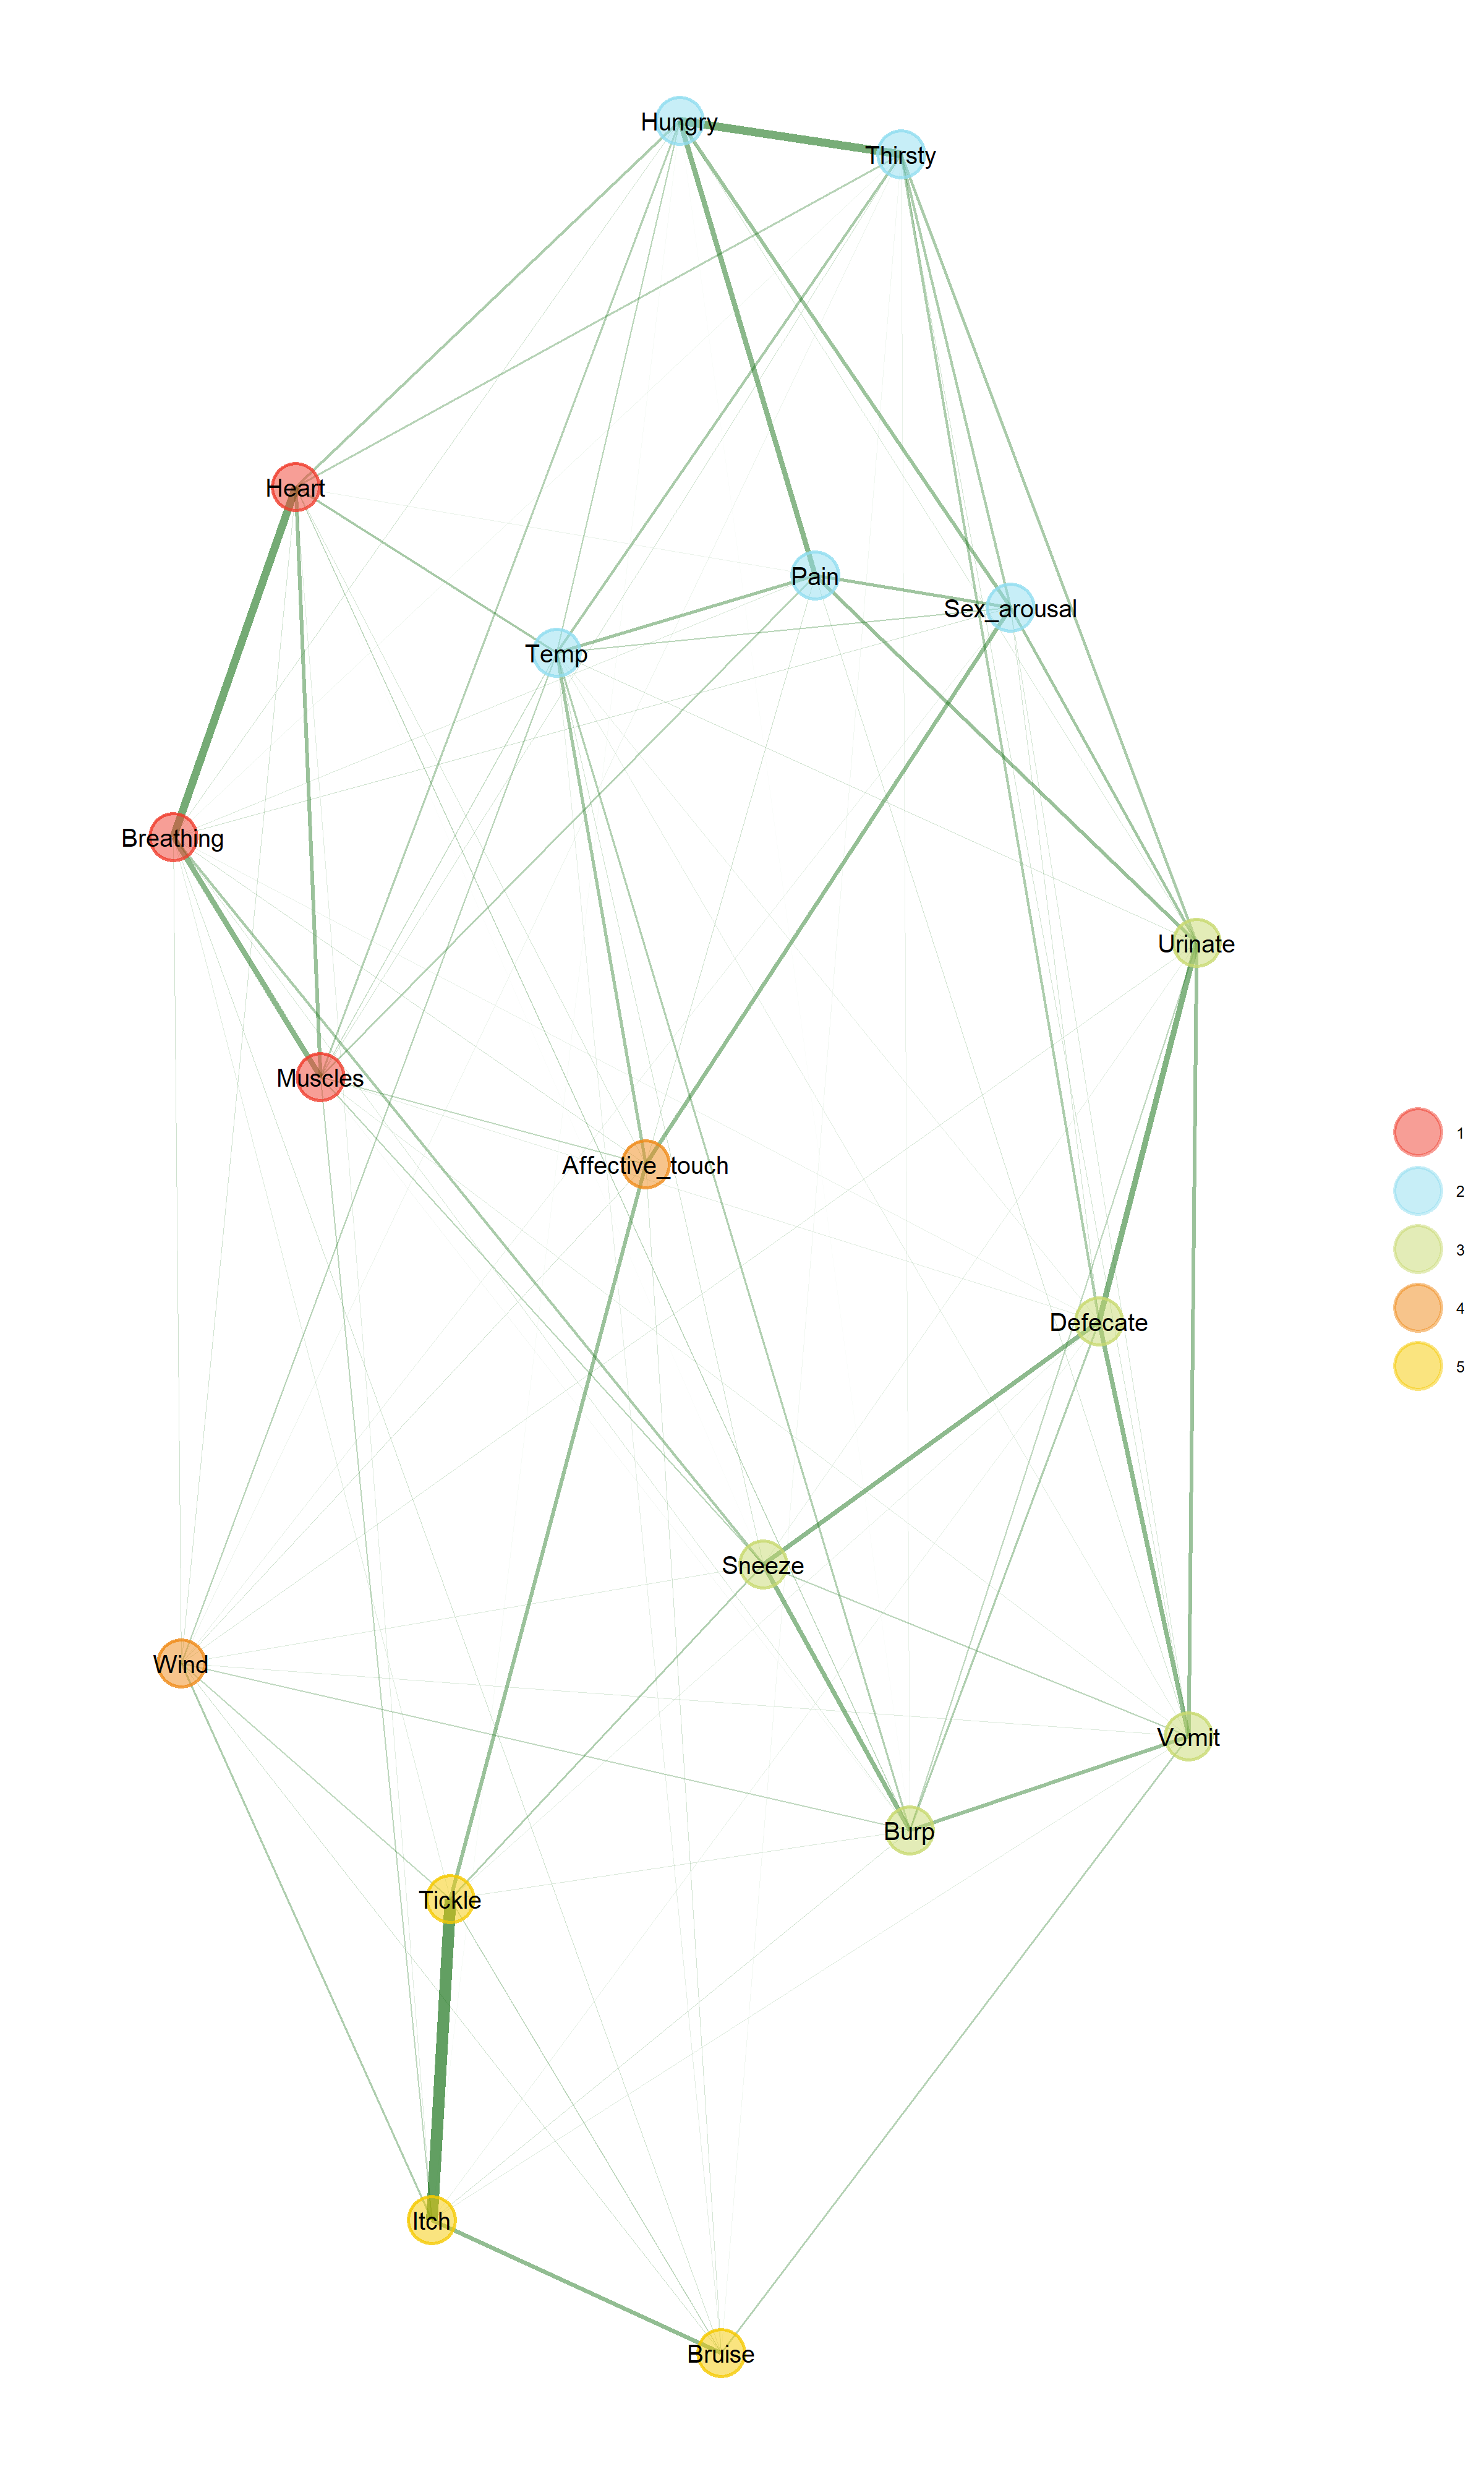 Hungry
Thirsty
Heart
Pain
Sex_arousal
Temp
Breathing
Urinate
Muscles
Affective_touch
Defecate
Sneeze
Wind
Vomit
Burp
Tickle
Itch
Bruise
1
2
3
4
5